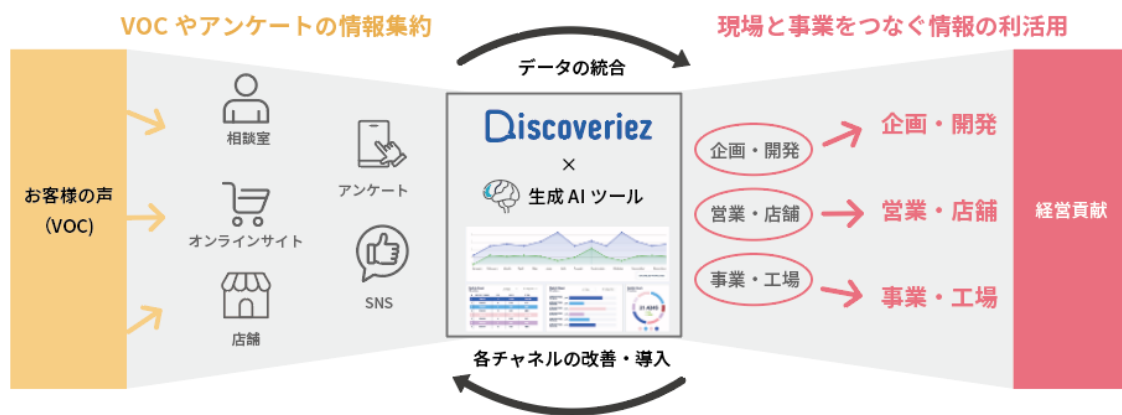 VOC やアンケートの情報集約
現場と事業をつなぐ情報の利活用
データの統合
お客様の声
（VOC)
相談室
オンラインサイト
店舗
アンケート
SNS
Discoveriez
×
生成 AI ツール
企画・開発
営業・店舗
事業・工場
企画・開発
営業・店舗
事業・工場
経営貢献
各チャネルの改善・導入